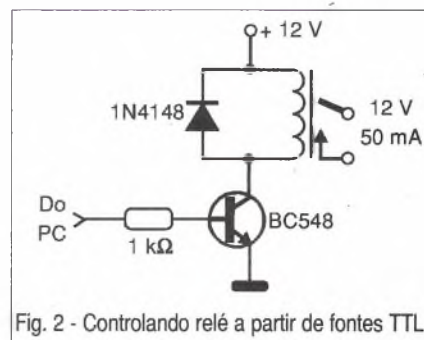 + 12 V
1N4148
12 V
50 mA
Do
PC
1 kΩ
BC548
Fig. 2 - Controlando relé a partir de fontes TTL